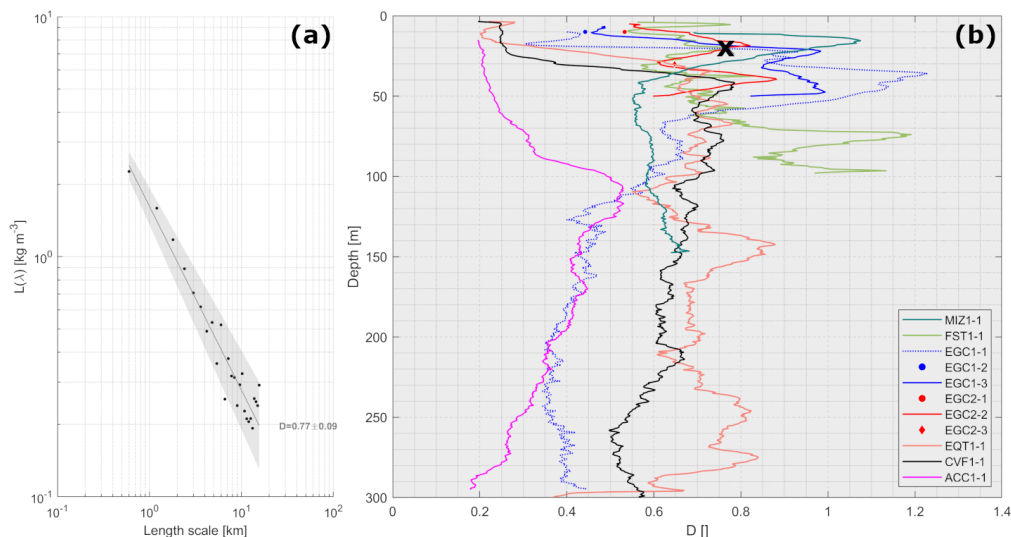 (a)
L(λ) [kg m⁻³]
10¹
10⁰
10⁻¹
D=0.77±0.09
10⁻¹ 10⁰ 10¹ 10²
Length scale [km]
(b)
X
Depth [m]
0
50
100
150
200
250
300
MIZ1-1
FST1-1
EGC1-1
EGC1-2
EGC1-3
EGC2-1
EGC2-2
EGC2-3
EQT1-1
CVF1-1
ACC1-1
0 0.2 0.4 0.6 0.8 1 1.2 1.4
D []